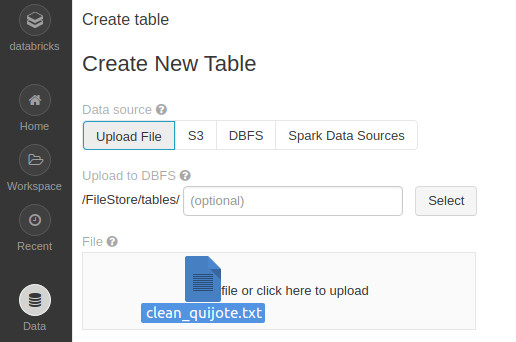 databricks
Home
Workspace
Recent
Data
Create table
Create New Table
Data source ?
Upload File S3 DBFS Spark Data Sources
Upload to DBFS ?
/FileStore/tables/ (optional) Select
File ?
file or click here to upload
clean_quijote.txt